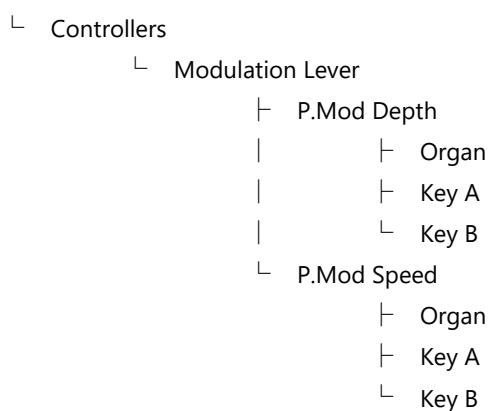 └ Controllers
└ Modulation Lever
├ P.Mod Depth
│ ├ Organ
│ ├ Key A
│ └ Key B
└ P.Mod Speed
├ Organ
├ Key A
└ Key B